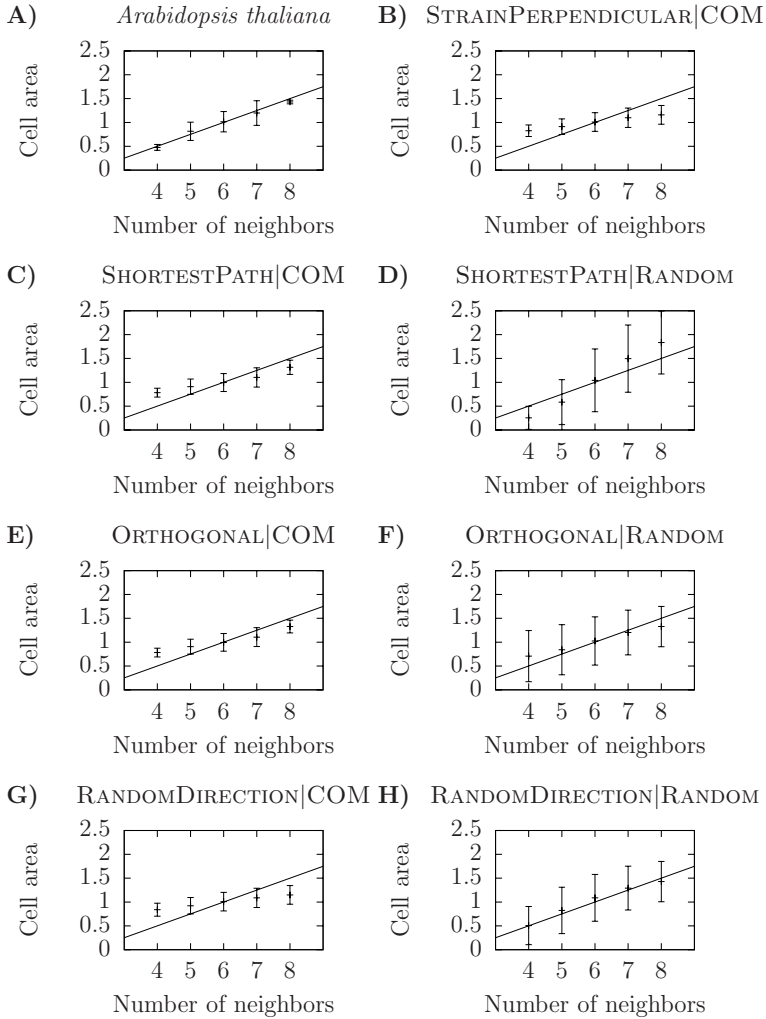 A) Arabidopsis thaliana
2.5
2
1.5
1
0.5
0
Cell area
4 5 6 7 8
Number of neighbors
B) STRAINPERPENDICULAR|COM
2.5
2
1.5
1
0.5
0
Cell area
4 5 6 7 8
Number of neighbors
C) SHORTESTPATH|COM
2.5
2
1.5
1
0.5
0
Cell area
4 5 6 7 8
Number of neighbors
D) SHORTESTPATH|RANDOM
2.5
2
1.5
1
0.5
0
Cell area
4 5 6 7 8
Number of neighbors
E) ORTHOGONAL|COM
2.5
2
1.5
1
0.5
0
Cell area
4 5 6 7 8
Number of neighbors
F) ORTHOGONAL|RANDOM
2.5
2
1.5
1
0.5
0
Cell area
4 5 6 7 8
Number of neighbors
G) RANDOMDIRECTION|COM
2.5
2
1.5
1
0.5
0
Cell area
4 5 6 7 8
Number of neighbors
H) RANDOMDIRECTION|RANDOM
2.5
2
1.5
1
0.5
0
Cell area
4 5 6 7 8
Number of neighbors